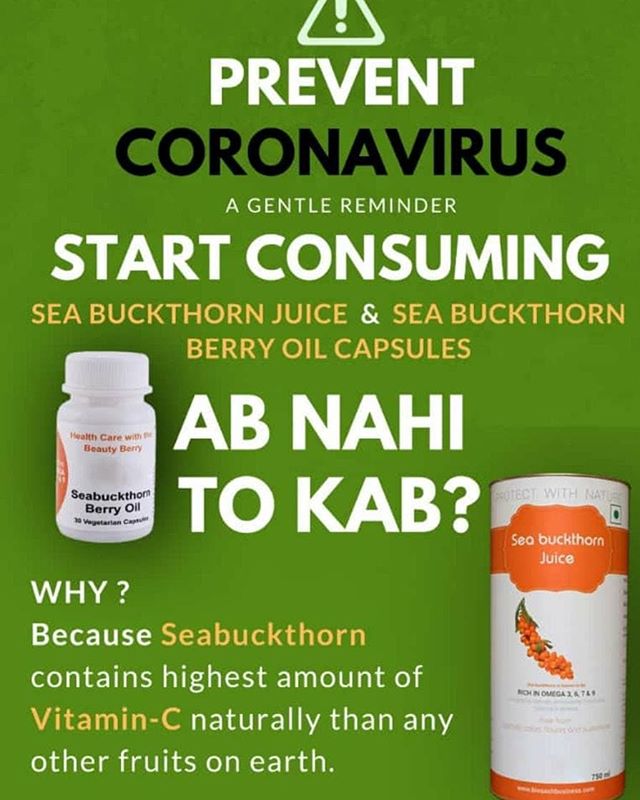 PREVENT
CORONAVIRUS
A GENTLE REMINDER
START CONSUMING
SEA BUCKTHORN JUICE & SEA BUCKTHORN
BERRY OIL CAPSULES
AB NAHI
TO KAB?
Health Care with the
Beauty Berry
Seabuckthorn
Berry Oil
30 Vegetarian Capsule
PROTECT WITH NATURE
Sea buckthorn
Juice
RICH IN OMEGA 3, 6, 7 & 9
750 ml
WHY ?
Because Seabuckthorn
contains highest amount of
Vitamin-C naturally than any
other fruits on earth.